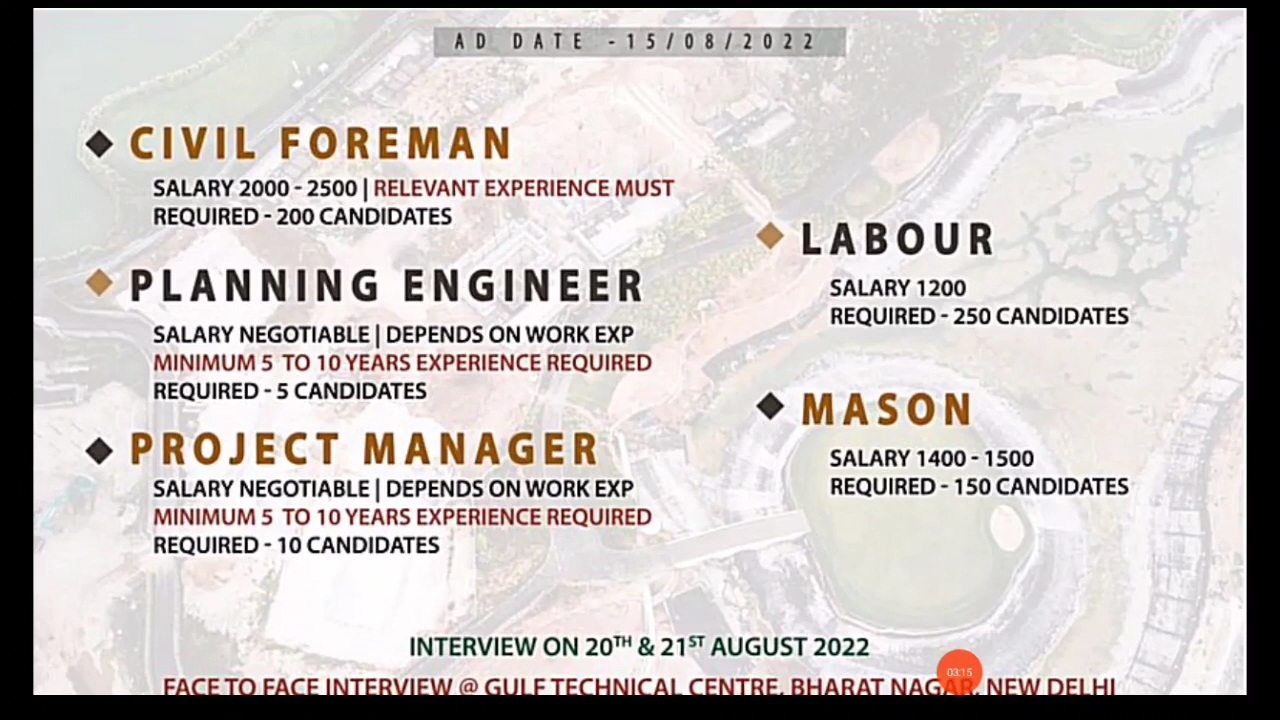 AD DATE - 15/08/2022
CIVIL FOREMAN
SALARY 2000 - 2500 | RELEVANT EXPERIENCE MUST
REQUIRED - 200 CANDIDATES
PLANNING ENGINEER
SALARY NEGOTIABLE | DEPENDS ON WORK EXP
MINIMUM 5 TO 10 YEARS EXPERIENCE REQUIRED
REQUIRED - 5 CANDIDATES
PROJECT MANAGER
SALARY NEGOTIABLE | DEPENDS ON WORK EXP
MINIMUM 5 TO 10 YEARS EXPERIENCE REQUIRED
REQUIRED - 10 CANDIDATES
LABOUR
SALARY 1200
REQUIRED - 250 CANDIDATES
MASON
SALARY 1400 - 1500
REQUIRED - 150 CANDIDATES
INTERVIEW ON 20TH & 21ST AUGUST 2022
03:15
FACE TO FACE INTERVIEW @ GULF TECHNICAL CENTRE, BHARAT NAGAR, NEW DELHI